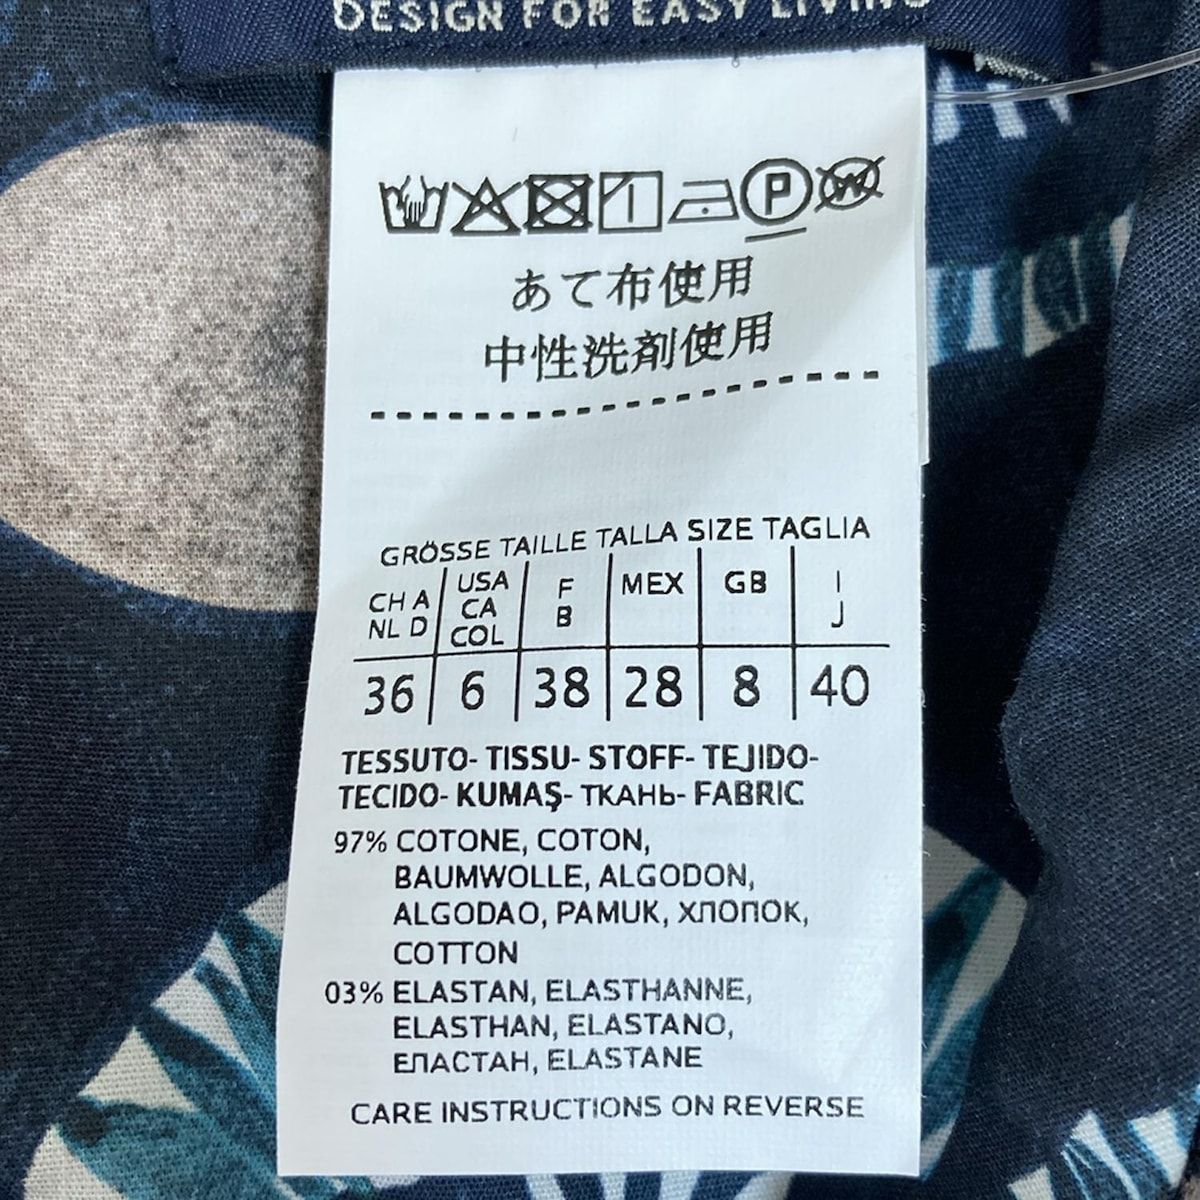 DESIGN FOR EASY LIVING
P W
あて布使用
中性洗剤使用
GRÖSSE TAILLE TALLA SIZE TAGLIA
CH A NL D USA CA COL F B MEX GB I J
36 6 38 28 8 40
TESSUTO- TISSU- STOFF- TEJIDO-
TECIDO- KUMAŞ- ТКАНЬ- FABRIC
97% COTONE, COTON,
BAUMWOLLE, ALGODON,
ALGODAO, PAMUK, ХЛОПОК,
COTTON
03% ELASTAN, ELASTHANNE,
ELASTHAN, ELASTANO,
ЕЛАСТАН, ELASTANE
CARE INSTRUCTIONS ON REVERSE